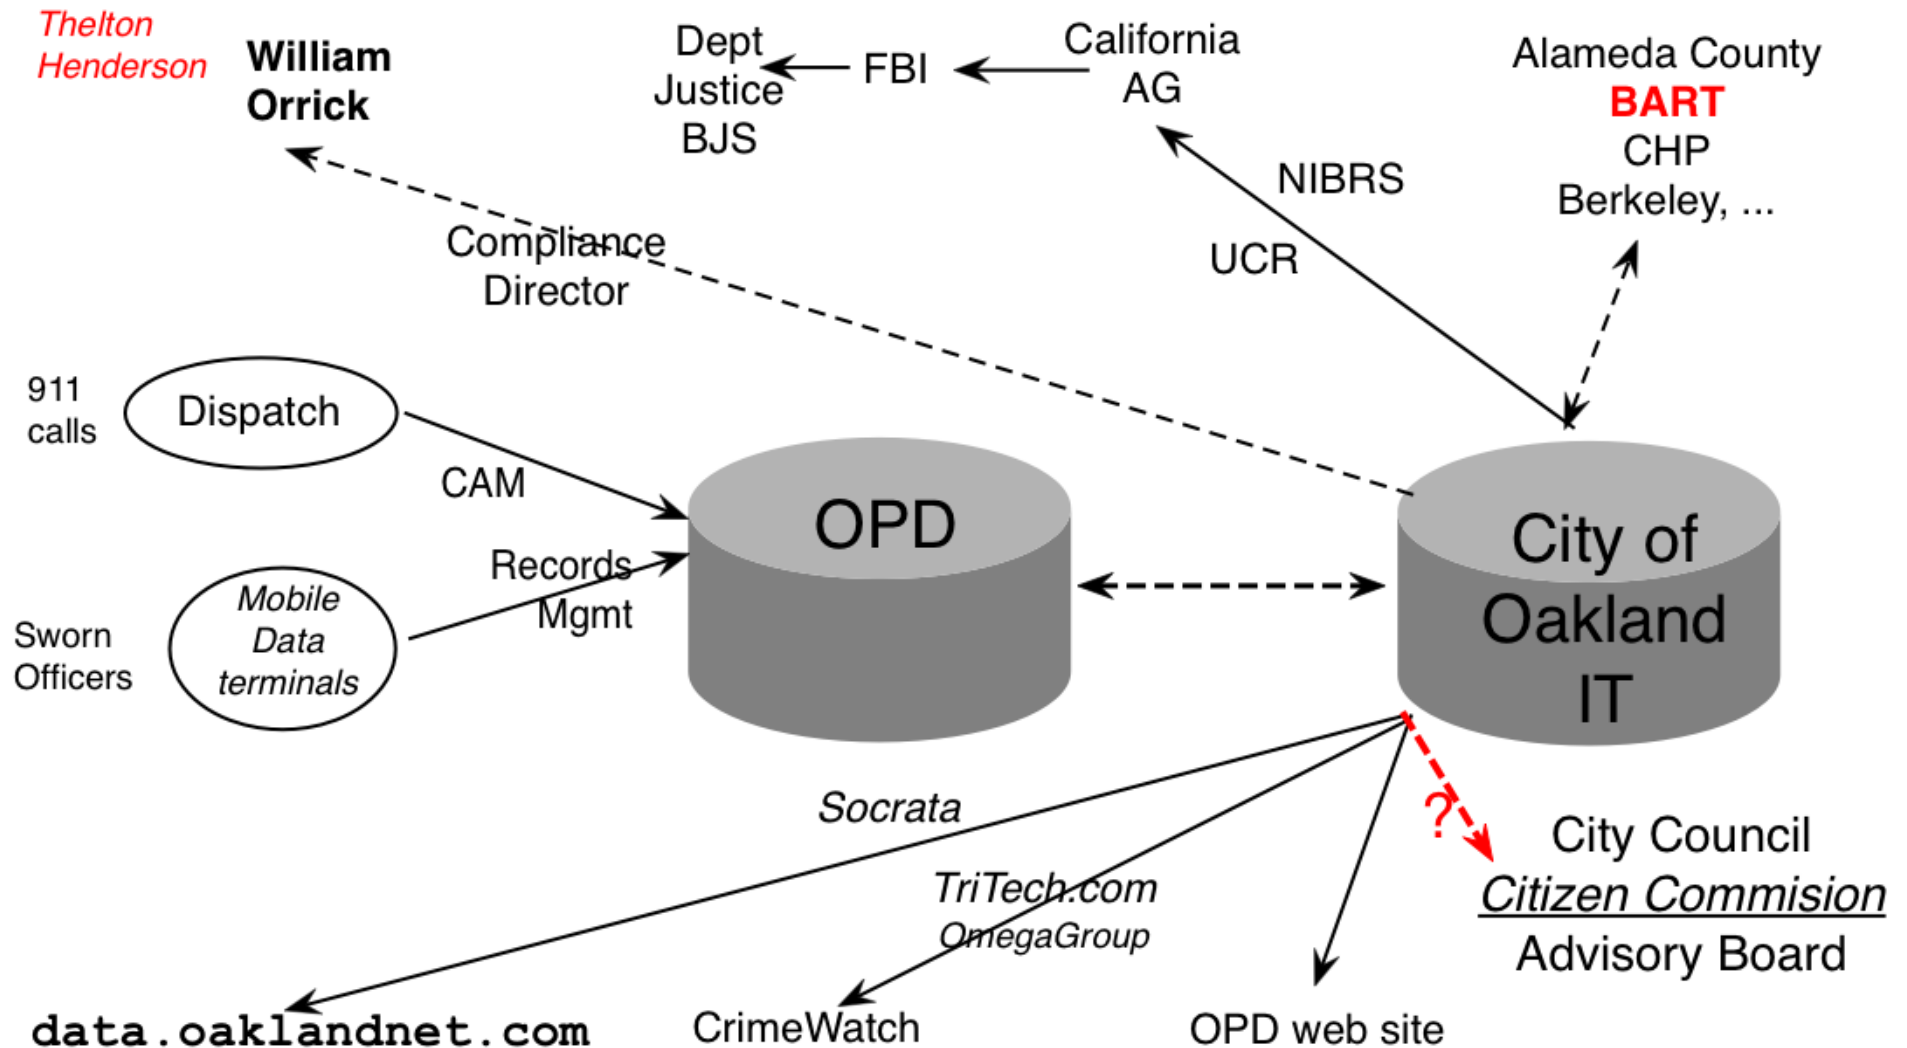 Thelton
Henderson
William
Orrick
Dept
Justice
BJS
FBI
California
AG
Alameda County
BART
CHP
Berkeley, ...
NIBRS
UCR
Compliance
Director
911
calls
Dispatch
CAM
OPD
City of
Oakland
IT
Records
Mgmt
Sworn
Officers
Mobile
Data
terminals
Socrata
TriTech.com
OmegaGroup
?
City Council
Citizen Commision
Advisory Board
data.oaklandnet.com
CrimeWatch
OPD web site